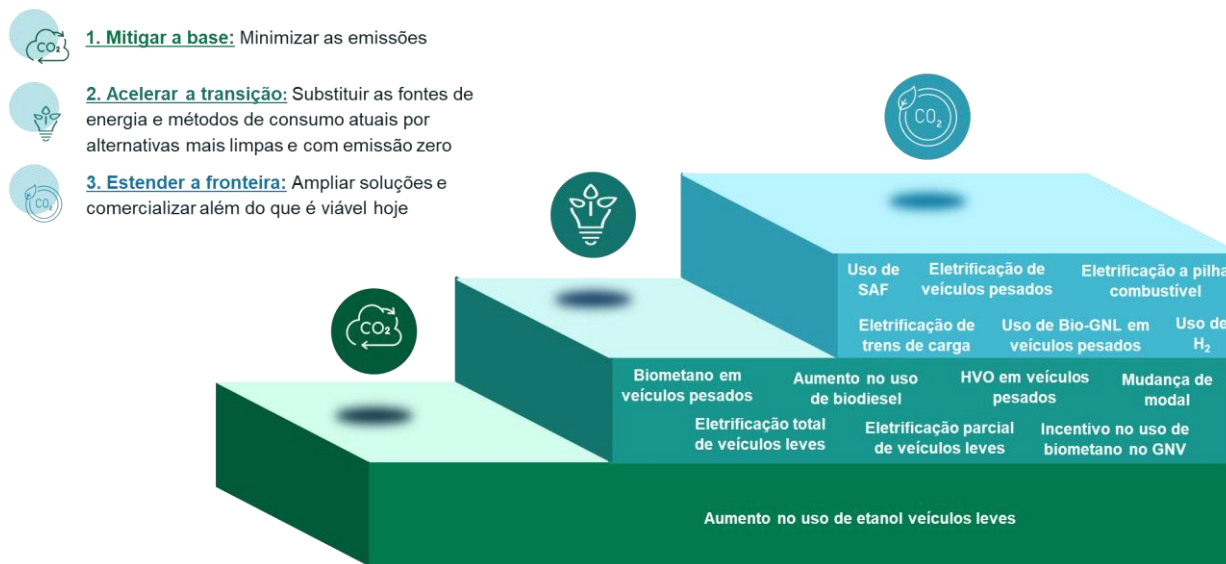 CO₂
1. Mitigar a base: Minimizar as emissões
2. Acelerar a transição: Substituir as fontes de
energia e métodos de consumo atuais por
alternativas mais limpas e com emissão zero
CO₂
3. Estender a fronteira: Ampliar soluções e
comercializar além do que é viável hoje
CO₂
CO₂
Uso de
SAF
Eletrificação de
veículos pesados
Eletrificação a pilha
combustível
Eletrificação de
trens de carga
Uso de Bio-GNL em
veículos pesados
Uso de
H₂
Biometano em
veículos pesados
Aumento no uso
de biodiesel
HVO em veículos
pesados
Mudança de
modal
Eletrificação total
de veículos leves
Eletrificação parcial
de veículos leves
Incentivo no uso de
biometano no GNV
Aumento no uso de etanol veículos leves